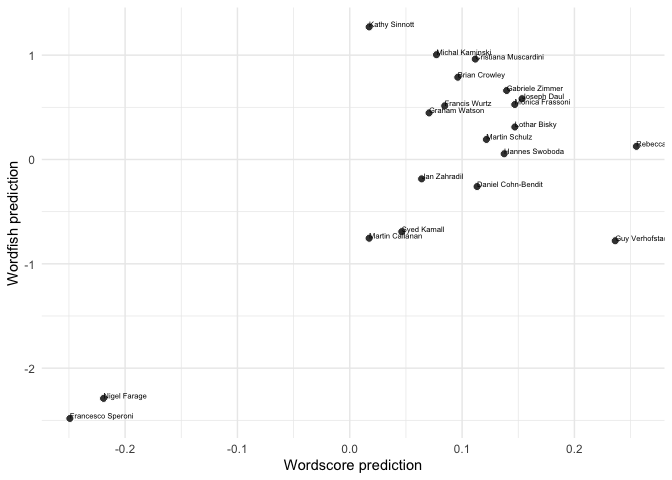 Kathy Sinnott
1
Michal Kaminski
Cristiana Muscardini
Brian Crowley
Gabriele Zimmer
Joseph Daul
Monica Frassoni
Francis Wurtz
Graham Watson
Lothar Bisky
Martin Schulz
Rebecca
Hannes Swoboda
0
Jan Zahradil
Daniel Cohn-Bendit
Syed Kamall
Martin Callanan
Guy Verhofsta
-1
Wordfish prediction
-2
Nigel Farage
Francesco Speroni
-0.2 -0.1 0.0 0.1 0.2
Wordscore prediction